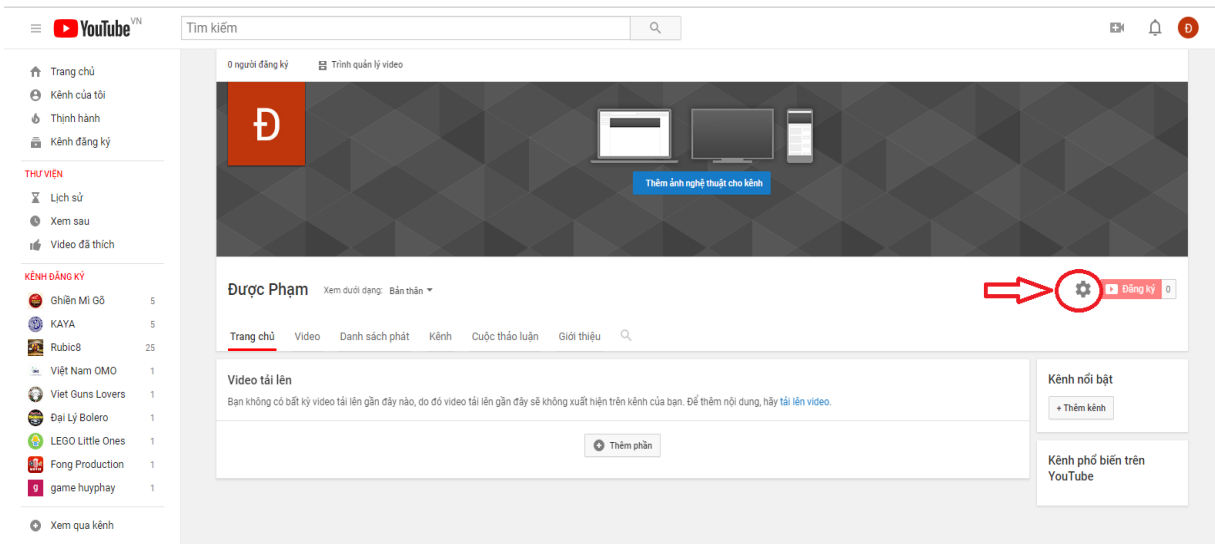 YouTube VN
Tìm kiếm
Đ
Trang chủ
Kênh của tôi
Thịnh hành
Kênh đăng ký
THƯ VIỆN
Lịch sử
Xem sau
Video đã thích
KÊNH ĐĂNG KÝ
Ghiền Mì Gõ 5
KAYA 5
Rubic8 25
Việt Nam OMO 1
Viet Guns Lovers 1
Đại Lý Bolero 1
LEGO Little Ones 1
Fong Production 1
g game huyphay 1
Xem qua kênh
0 người đăng ký Trình quản lý video
Đ
Thêm ảnh nghệ thuật cho kênh
Được Phạm Xem dưới dạng: Bản thân
Đăng ký 0
Trang chủ Video Danh sách phát Kênh Cuộc thảo luận Giới thiệu
Video tải lên
Bạn không có bất kỳ video tải lên gần đây nào, do đó video tải lên gần đây sẽ không xuất hiện trên kênh của bạn. Để thêm nội dung, hãy tải lên video.
Thêm phần
Kênh nổi bật
+ Thêm kênh
Kênh phổ biến trên
YouTube